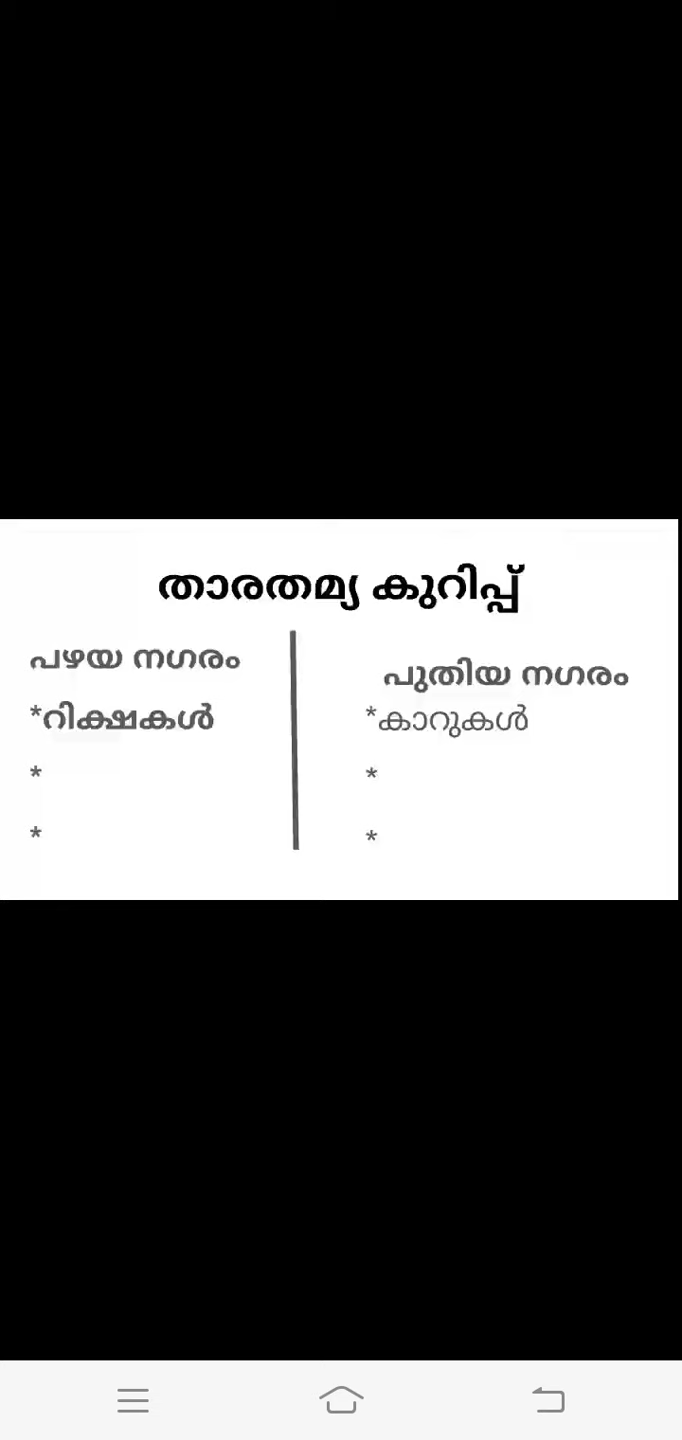 താരതമ്യ കുറിപ്പ്
പഴയ നഗരം
*റിക്ഷകൾ
*
*
പുതിയ നഗരം
*കാറുകൾ
*
*